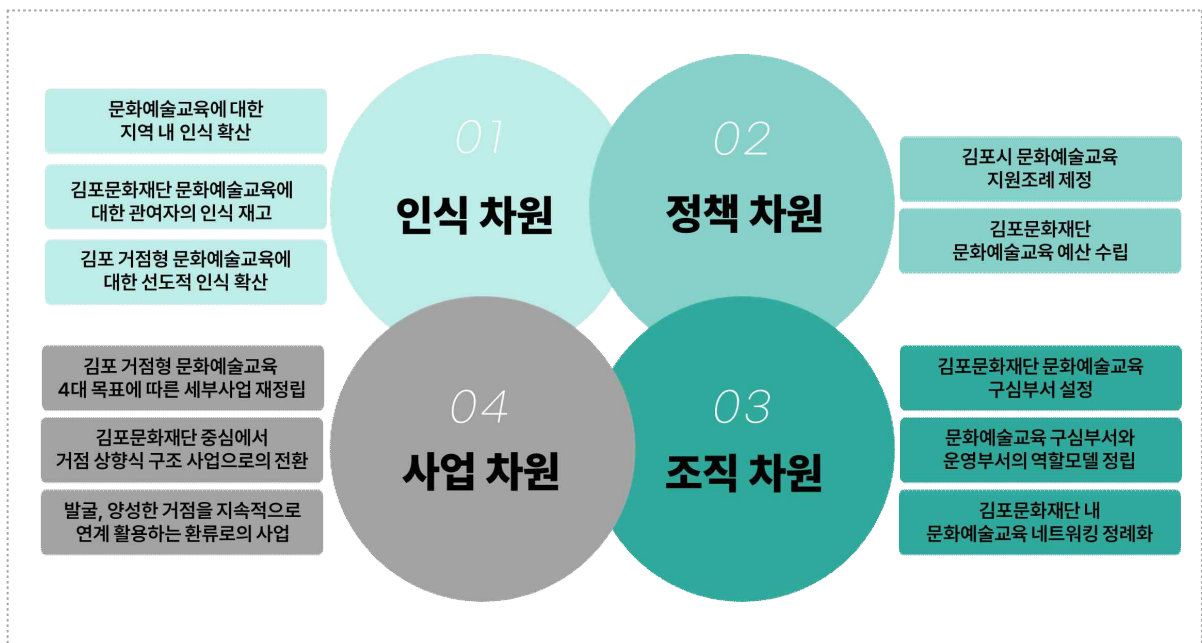 01
인식 차원
문화예술교육에 대한
지역 내 인식 확산
김포문화재단 문화예술교육에
대한 관여자의 인식 재고
김포 거점형 문화예술교육에
대한 선도적 인식 확산
02
정책 차원
김포시 문화예술교육
지원조례 제정
김포문화재단
문화예술교육 예산 수립
03
조직 차원
김포문화재단 문화예술교육
구심부서 설정
문화예술교육 구심부서와
운영부서의 역할모델 정립
김포문화재단 내
문화예술교육 네트워킹 정례화
04
사업 차원
김포 거점형 문화예술교육
4대 목표에 따른 세부사업 재정립
김포문화재단 중심에서
거점 상향식 구조 사업으로의 전환
발굴, 양성한 거점을 지속적으로
연계 활용하는 환류로의 사업